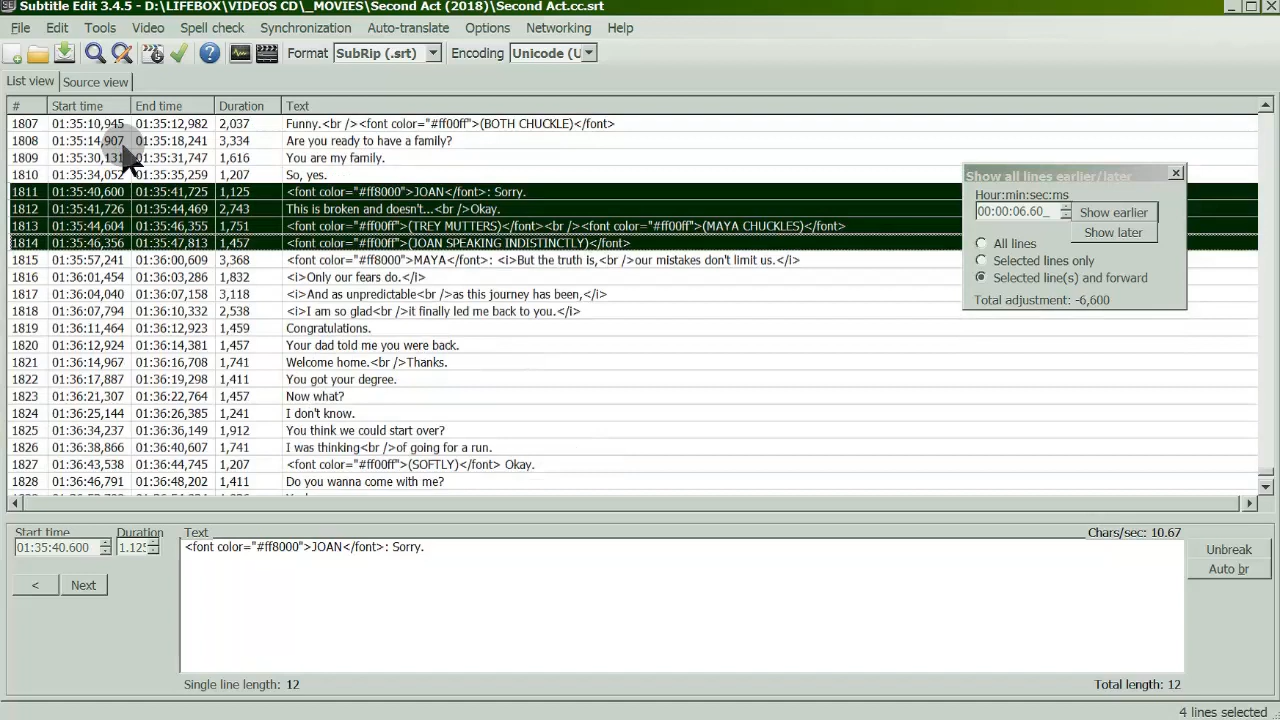 Subtitle Edit 3.4.5 - D:\LIFEBOX\VIDEOS CD\_MOVIES\Second Act (2018)\Second Act.cc.srt
File Edit Tools Video Spell check Synchronization Auto-translate Options Networking Help
Format SubRip (.srt) Encoding Unicode (U
List view Source view
# Start time End time Duration Text
1807 01:35:10,945 01:35:12,982 2,037 Funny.<br /><font color="#ff00ff">(BOTH CHUCKLE)</font>
1808 01:35:14,907 01:35:18,241 3,334 Are you ready to have a family?
1809 01:35:30,131 01:35:31,747 1,616 You are my family.
1810 01:35:34,052 01:35:35,259 1,207 So, yes.
1811 01:35:40,600 01:35:41,725 1,125 <font color="#ff8000">JOAN</font>: Sorry.
1812 01:35:41,726 01:35:44,469 2,743 This is broken and doesn't...<br />Okay.
1813 01:35:44,604 01:35:46,355 1,751 <font color="#ff00ff">(TREY MUTTERS)</font><br /><font color="#ff00ff">(MAYA CHUCKLES)</font>
1814 01:35:46,356 01:35:47,813 1,457 <font color="#ff00ff">(JOAN SPEAKING INDISTINCTLY)</font>
1815 01:35:57,241 01:36:00,609 3,368 <font color="#ff8000">MAYA</font>: <i>But the truth is,<br />our mistakes don't limit us.</i>
1816 01:36:01,454 01:36:03,286 1,832 <i>Only our fears do.</i>
1817 01:36:04,040 01:36:07,158 3,118 <i>And as unpredictable<br />as this journey has been,</i>
1818 01:36:07,794 01:36:10,332 2,538 <i>I am so glad<br />it finally led me back to you.</i>
1819 01:36:11,464 01:36:12,923 1,459 Congratulations.
1820 01:36:12,924 01:36:14,381 1,457 Your dad told me you were back.
1821 01:36:14,967 01:36:16,708 1,741 Welcome home.<br />Thanks.
1822 01:36:17,887 01:36:19,298 1,411 You got your degree.
1823 01:36:21,307 01:36:22,764 1,457 Now what?
1824 01:36:25,144 01:36:26,385 1,241 I don't know.
1825 01:36:34,237 01:36:36,149 1,912 You think we could start over?
1826 01:36:38,866 01:36:40,607 1,741 I was thinking<br />of going for a run.
1827 01:36:43,538 01:36:44,745 1,207 <font color="#ff00ff">(SOFTLY)</font> Okay.
1828 01:36:46,791 01:36:48,202 1,411 Do you wanna come with me?
Show all lines earlier/later
Hour:min:sec:ms
00:00:06.60_ Show earlier
Show later
All lines
Selected lines only
Selected line(s) and forward
Total adjustment: -6,600
Start time Duration Text Chars/sec: 10.67
01:35:40.600 1.125 <font color="#ff8000">JOAN</font>: Sorry.
Unbreak
Auto br
< Next
Single line length: 12 Total length: 12
4 lines selected